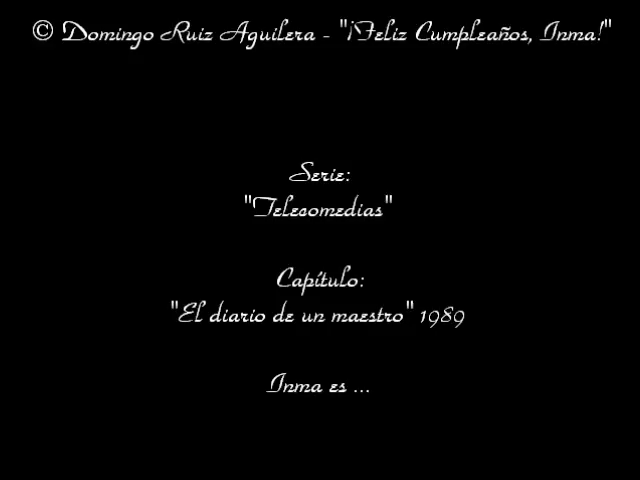 © Domingo Ruiz Aguilera - "¡Feliz Cumpleaños, Inma!"
Serie:
"Telecomedias"
Capítulo:
"El diario de un maestro" 1989
Inma es ...